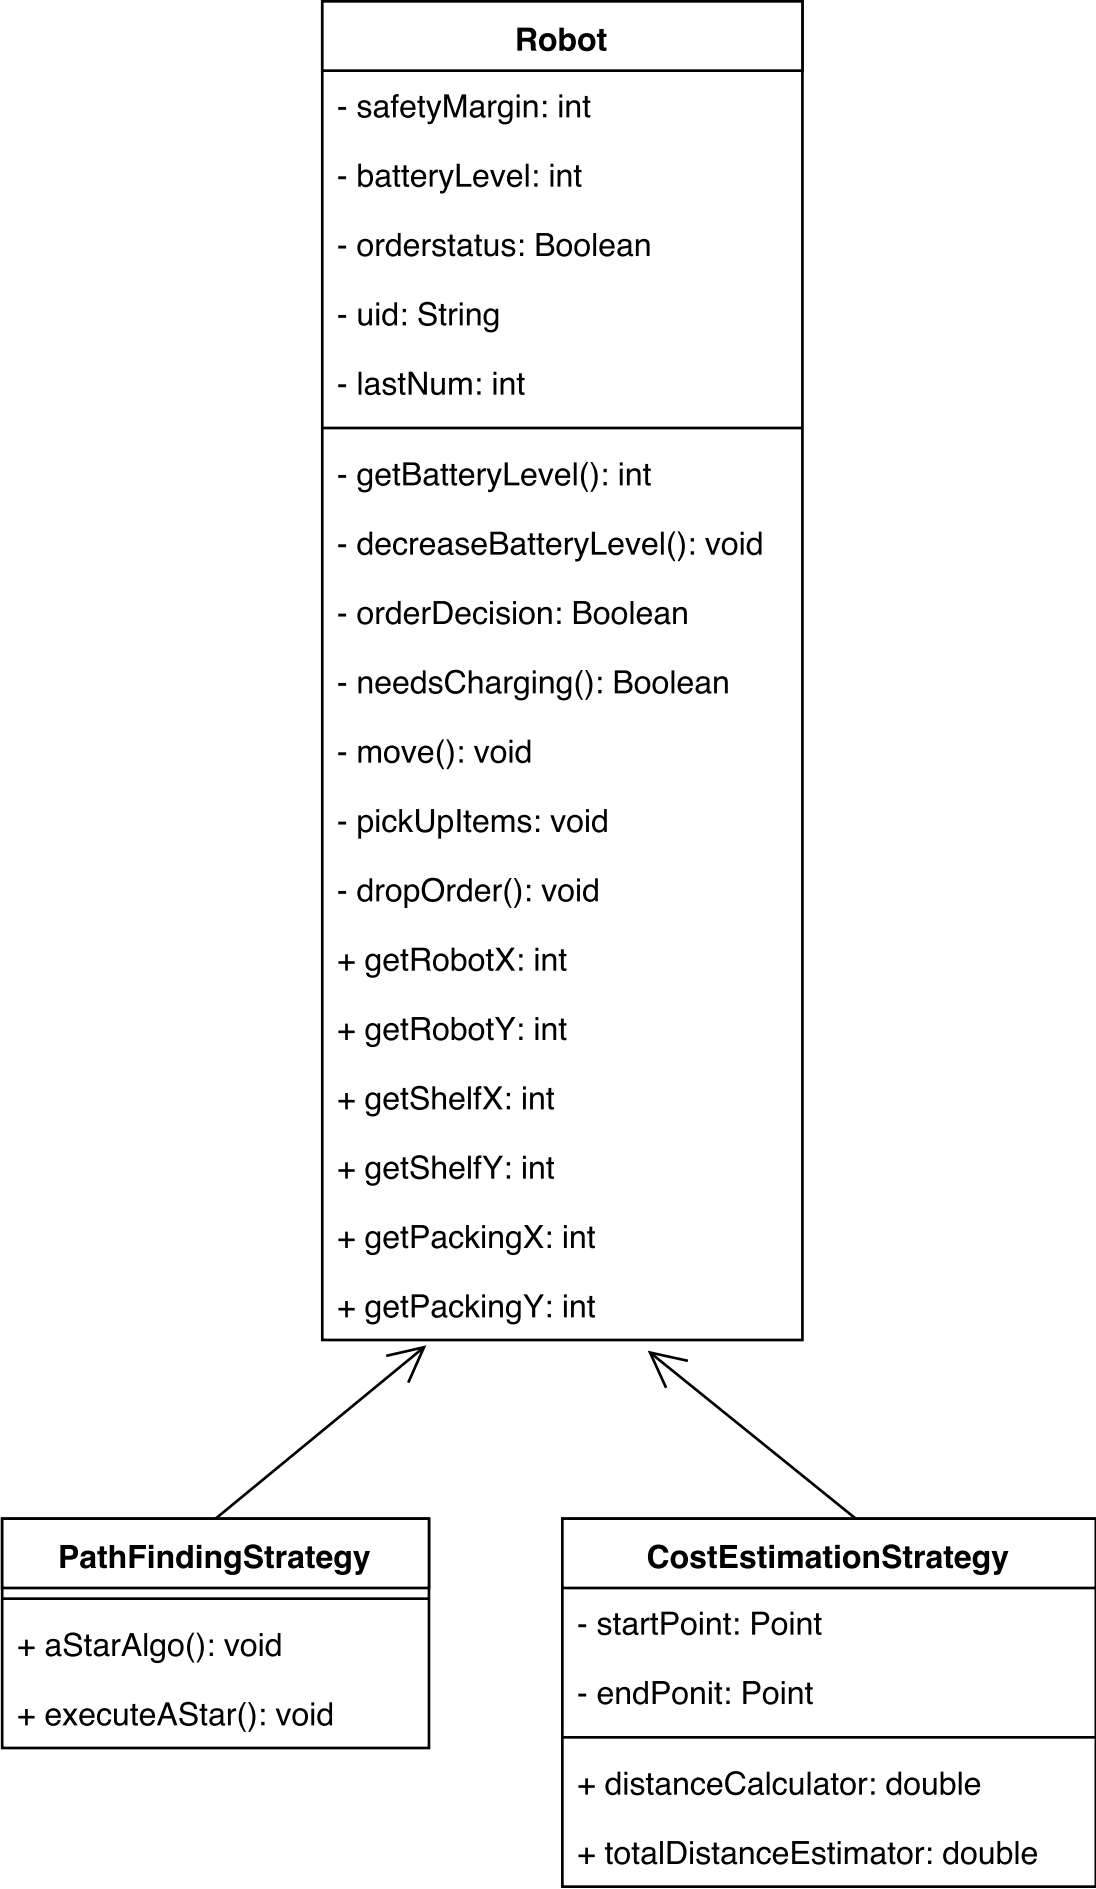 Robot
- safetyMargin: int
- batteryLevel: int
- orderstatus: Boolean
- uid: String
- lastNum: int
- getBatteryLevel(): int
- decreaseBatteryLevel(): void
- orderDecision: Boolean
- needsCharging(): Boolean
- move(): void
- pickUpItems: void
- dropOrder(): void
+ getRobotX: int
+ getRobotY: int
+ getShelfX: int
+ getShelfY: int
+ getPackingX: int
+ getPackingY: int
PathFindingStrategy
+ aStarAlgo(): void
+ executeAStar(): void
CostEstimationStrategy
- startPoint: Point
- endPonit: Point
+ distanceCalculator: double
+ totalDistanceEstimator: double